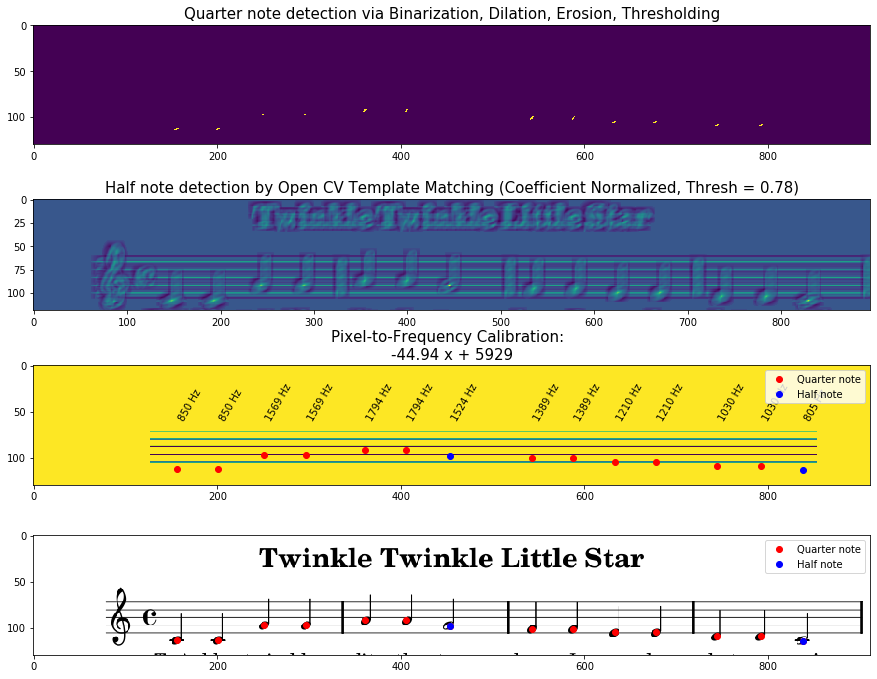 Quarter note detection via Binarization, Dilation, Erosion, Thresholding
0
50
100
0 200 400 600 800
Half note detection by Open CV Template Matching (Coefficient Normalized, Thresh = 0.78)
0
25
50
75
100
Twinkle Twinkle Little Star
0 100 200 300 400 500 600 700 800
Pixel-to-Frequency Calibration:
-44.94 x + 5929
0
50
100
850 Hz 850 Hz 1569 Hz 1569 Hz 1794 Hz 1794 Hz 1524 Hz 1389 Hz 1389 Hz 1210 Hz 1210 Hz 1030 Hz
Quarter note
Half note
0 200 400 600 800
0
50
100
Twinkle Twinkle Little Star
Quarter note
Half note
0 200 400 600 800